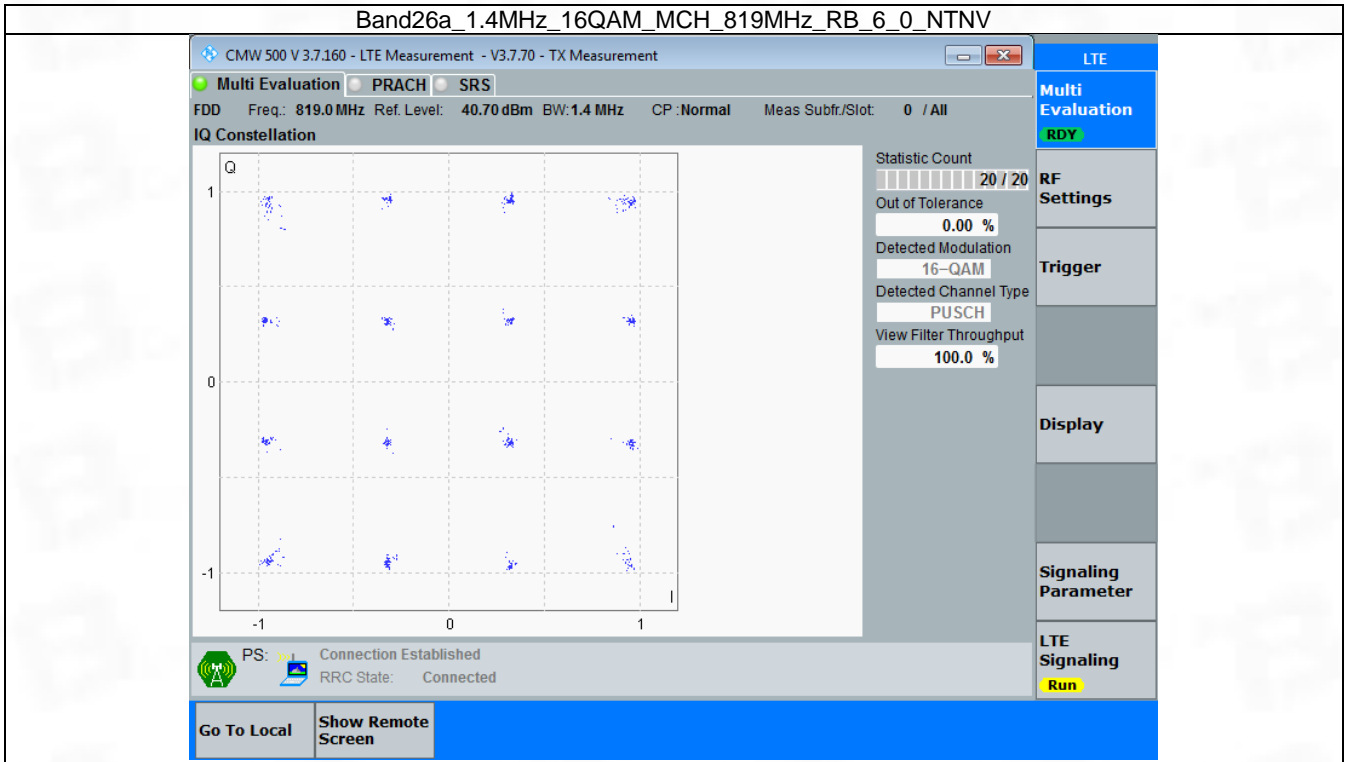 Band26a_1.4MHz_16QAM_MCH_819MHz_RB_6_0_NTNV
CMW 500 V 3.7.160 - LTE Measurement - V3.7.70 - TX Measurement
LTE
Multi Evaluation PRACH SRS
FDD Freq.: 819.0 MHz Ref. Level: 40.70 dBm BW: 1.4 MHz CP : Normal Meas Subfr./Slot: 0 / All
IQ Constellation
Q
1
0
-1
-1 0 1
I
Statistic Count
20 / 20
Out of Tolerance
0.00 %
Detected Modulation
16-QAM
Detected Channel Type
PUSCH
View Filter Throughput
100.0 %
Multi
Evaluation
RDY
RF
Settings
Trigger
Display
Signaling
Parameter
LTE
Signaling
Run
PS: Connection Established
RRC State: Connected
Go To Local
Show Remote
Screen